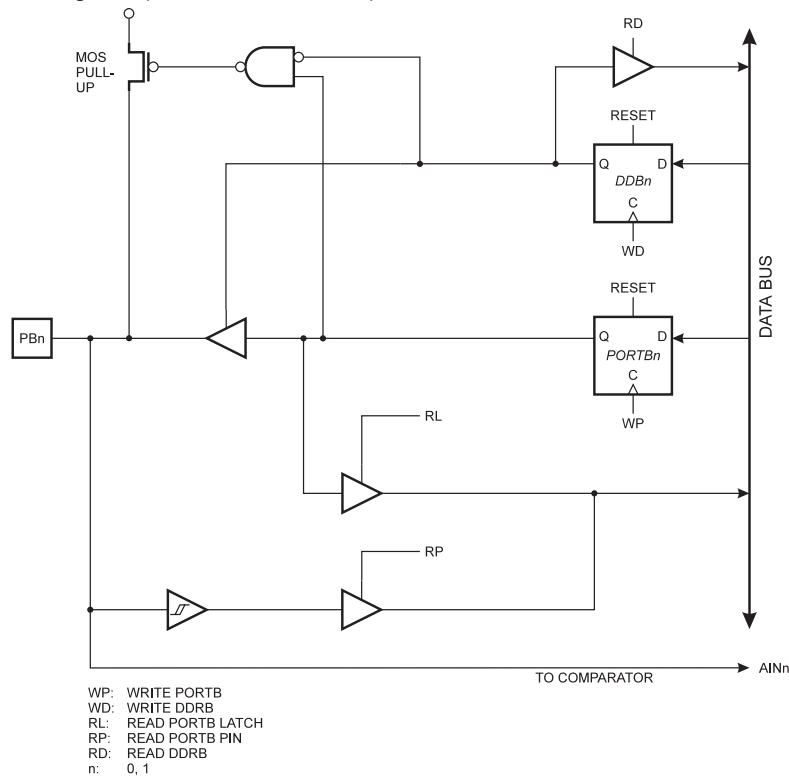 RD
MOS
PULL-
UP
RESET
Q
D
DDBn
C
WD
DATA BUS
RESET
PBn
Q
D
PORTBn
C
WP
RL
RP
TO COMPARATOR
AINn
WP: WRITE PORTB
WD: WRITE DDRB
RL: READ PORTB LATCH
RP: READ PORTB PIN
RD: READ DDRB
n: 0, 1